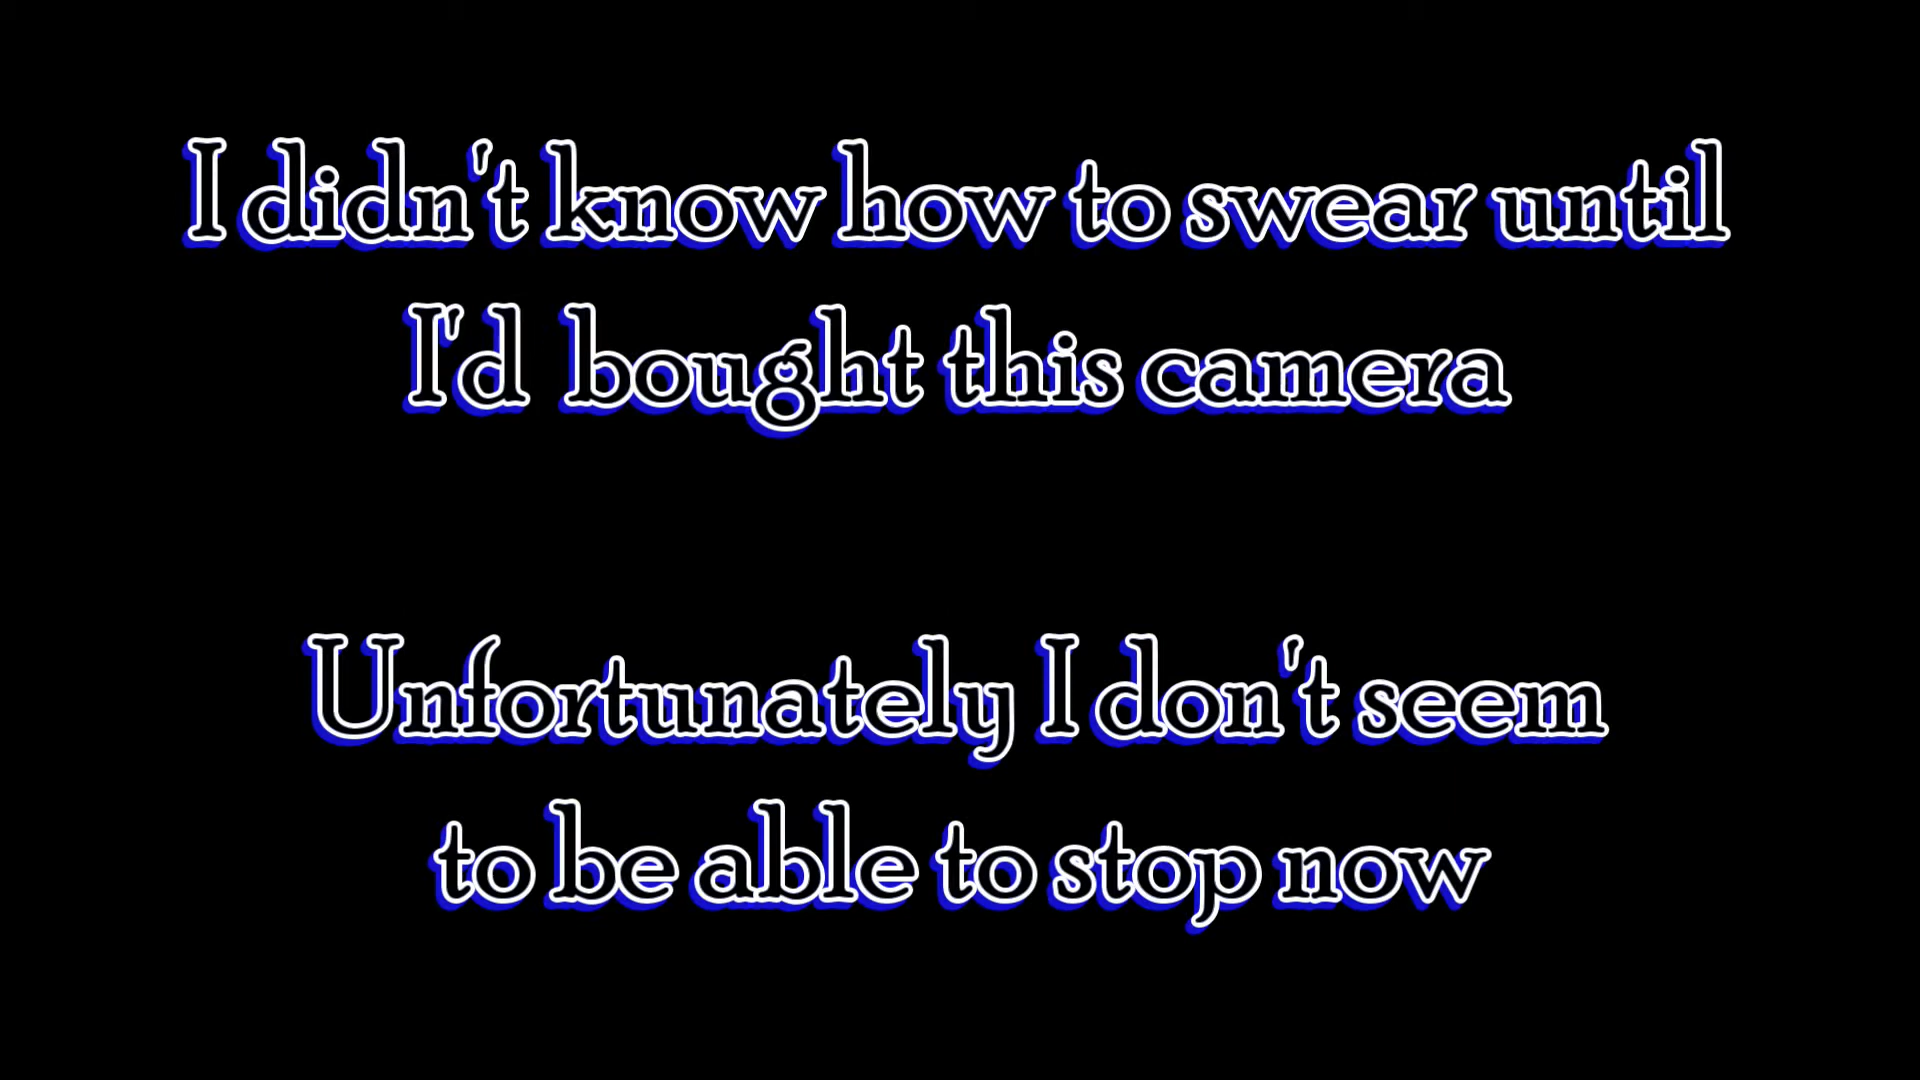 I didn't know how to swear until
I'd bought this camera
Unfortunately I don't seem
to be able to stop now